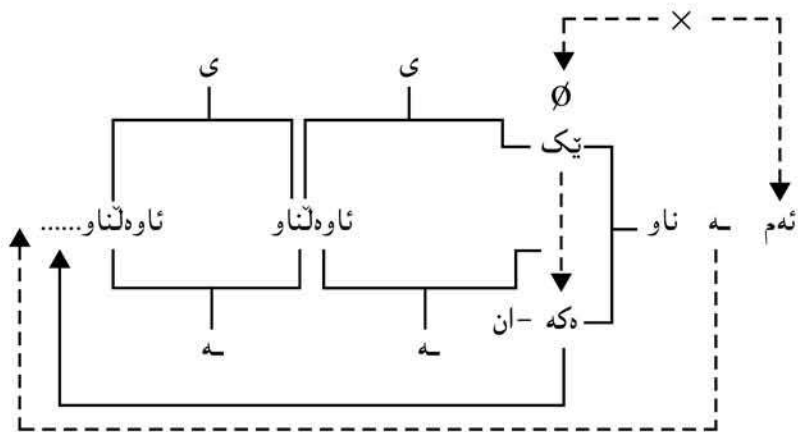 ×
ی ی
Ø
ێک
ئەم ـە ناو ئاوەڵناو ئاوەڵناو......
ەکە -ان
ـە ـە